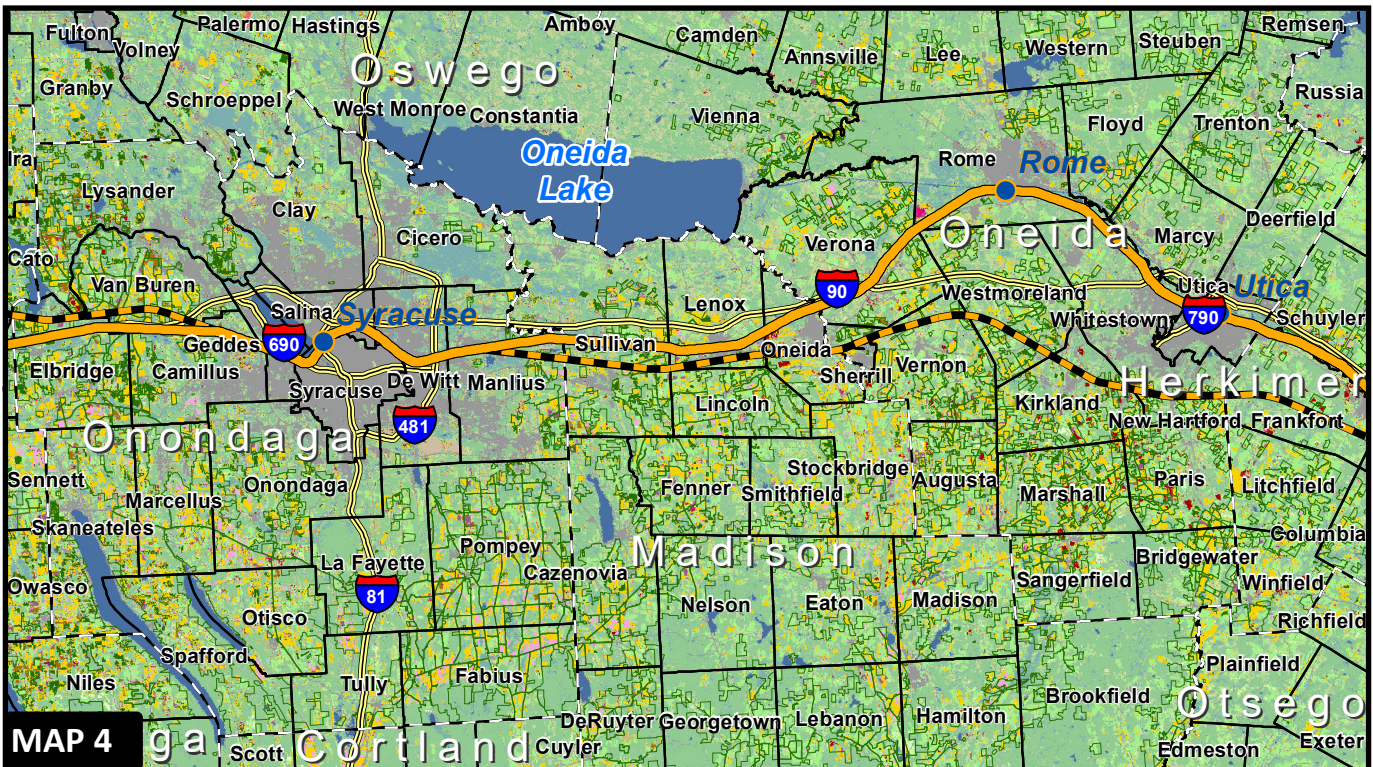 Fulton
Volney
Palermo
Hastings
Amboy
Camden
Annsville
Lee
Western
Steuben
Remsen
Granby
Schroeppel
Oswego
West Monroe
Constantia
Vienna
Floyd
Trenton
Russia
Ira
Lysander
Clay
Oneida
Lake
Rome
Rome
Cicero
Verona
Oneida
Marcy
Deerfield
Cato
Van Buren
Salina
Syracuse
Lenox
90
Westmoreland
Utica
Utica
Whitestown
790
Schuyler
Geddes
690
Sullivan
Oneida
Elbridge
Camillus
Syracuse
De Witt
Manlius
Sherrill
Vernon
Herkimer
Lincoln
Kirkland
New Hartford
Frankfort
Onondaga
481
Sennett
Marcellus
Onondaga
Fenner
Smithfield
Stockbridge
Augusta
Marshall
Paris
Litchfield
Skaneateles
La Fayette
Pompey
Cazenovia
Madison
Columbia
Bridgewater
Owasco
81
Otisco
Nelson
Eaton
Madison
Sangerfield
Winfield
Richfield
Spafford
Niles
Tully
Fabius
Brookfield
Plainfield
Otsego
DeRuyter
Georgetown
Lebanon
Hamilton
MAP 4
ga
Scott
Cortland
Cuyler
Edmeston
Exeter